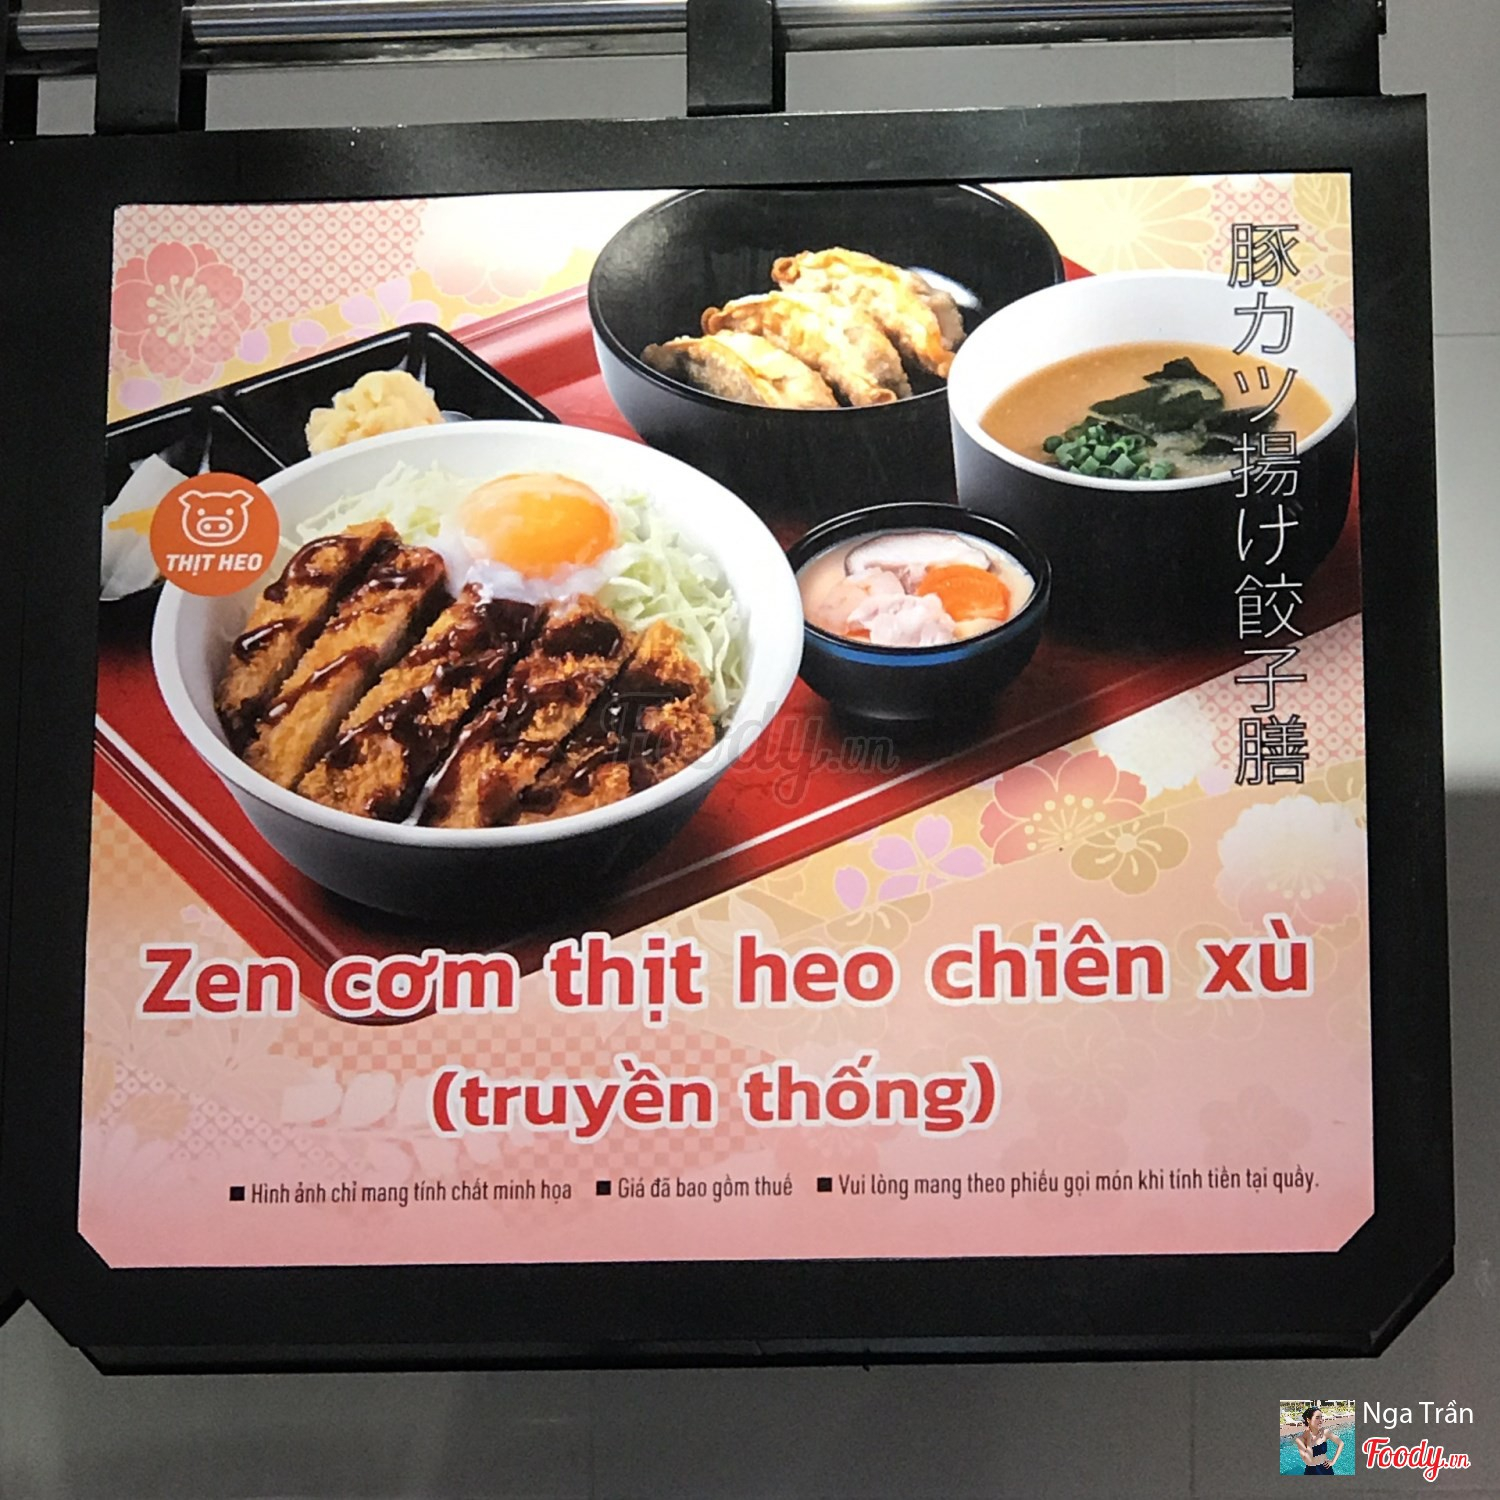 豚カツ揚げ餃子膳
THỊT HEO
Foody.vn
Zen cơm thịt heo chiên xù
(truyền thống)
■ Hình ảnh chỉ mang tính chất minh họa ■ Giá đã bao gồm thuế ■ Vui lòng mang theo phiếu gọi món khi tính tiền tại quầy.
Nga Trần
Foody.vn